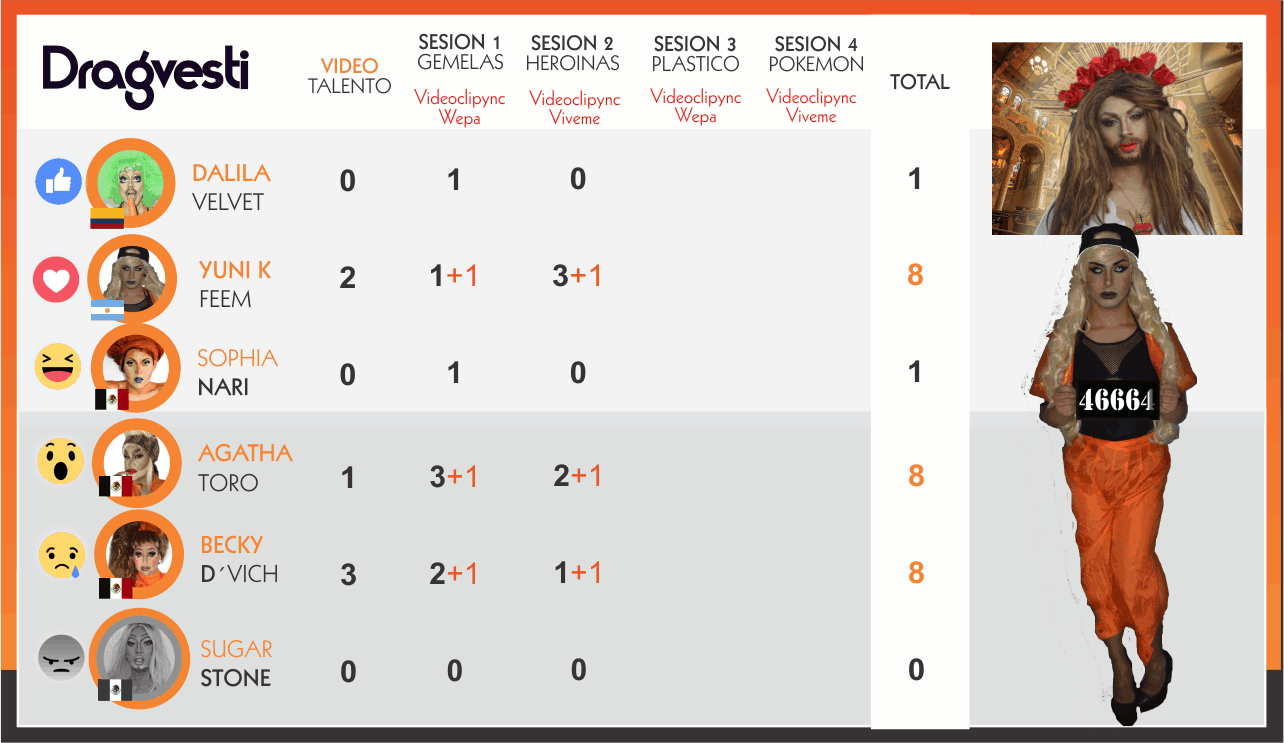 Dragvesti
VIDEO
TALENTO
SESION 1
GEMELAS
Videoclipync
Wepa
SESION 2
HEROINAS
Videoclipync
Viveme
SESION 3
PLASTICO
Videoclipync
Wepa
SESION 4
POKEMON
Videoclipync
Viveme
TOTAL
DALILA
VELVET
0 1 0 1
YUNI K
FEEM
2 1+1 3+1 8
SOPHIA
NARI
0 1 0 1
AGATHA
TORO
1 3+1 2+1 8
BECKY
D´VICH
3 2+1 1+1 8
SUGAR
STONE
0 0 0 0
46664